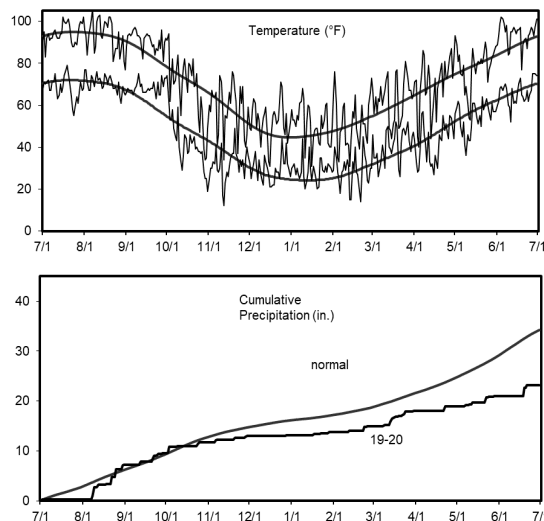 Temperature (°F)
100
80
60
40
20
0
7/1 8/1 9/1 10/1 11/1 12/1 1/1 2/1 3/1 4/1 5/1 6/1 7/1
Cumulative
Precipitation (in.)
40
30
20
10
0
normal
19-20
7/1 8/1 9/1 10/1 11/1 12/1 1/1 2/1 3/1 4/1 5/1 6/1 7/